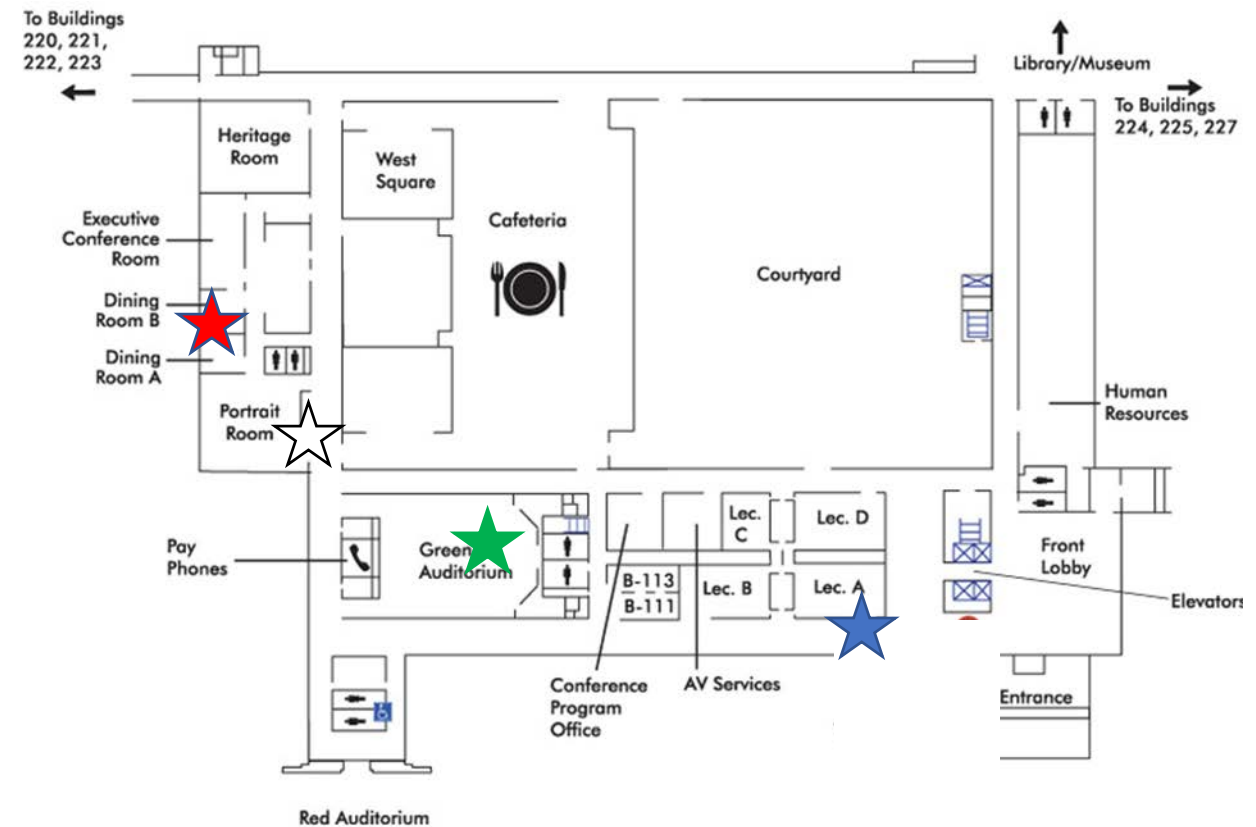 To Buildings
220, 221,
222, 223
Library/Museum
To Buildings
224, 225, 227
Heritage
Room
West
Square
Executive
Conference
Room
Cafeteria
Courtyard
Dining
Room B
Dining
Room A
Portrait
Room
Human
Resources
Pay
Phones
Green
Auditorium
Lec.
C
Lec. D
B-113
B-111
Lec. B
Lec. A
Front
Lobby
Elevators
Conference
Program
Office
AV Services
Entrance
Red Auditorium